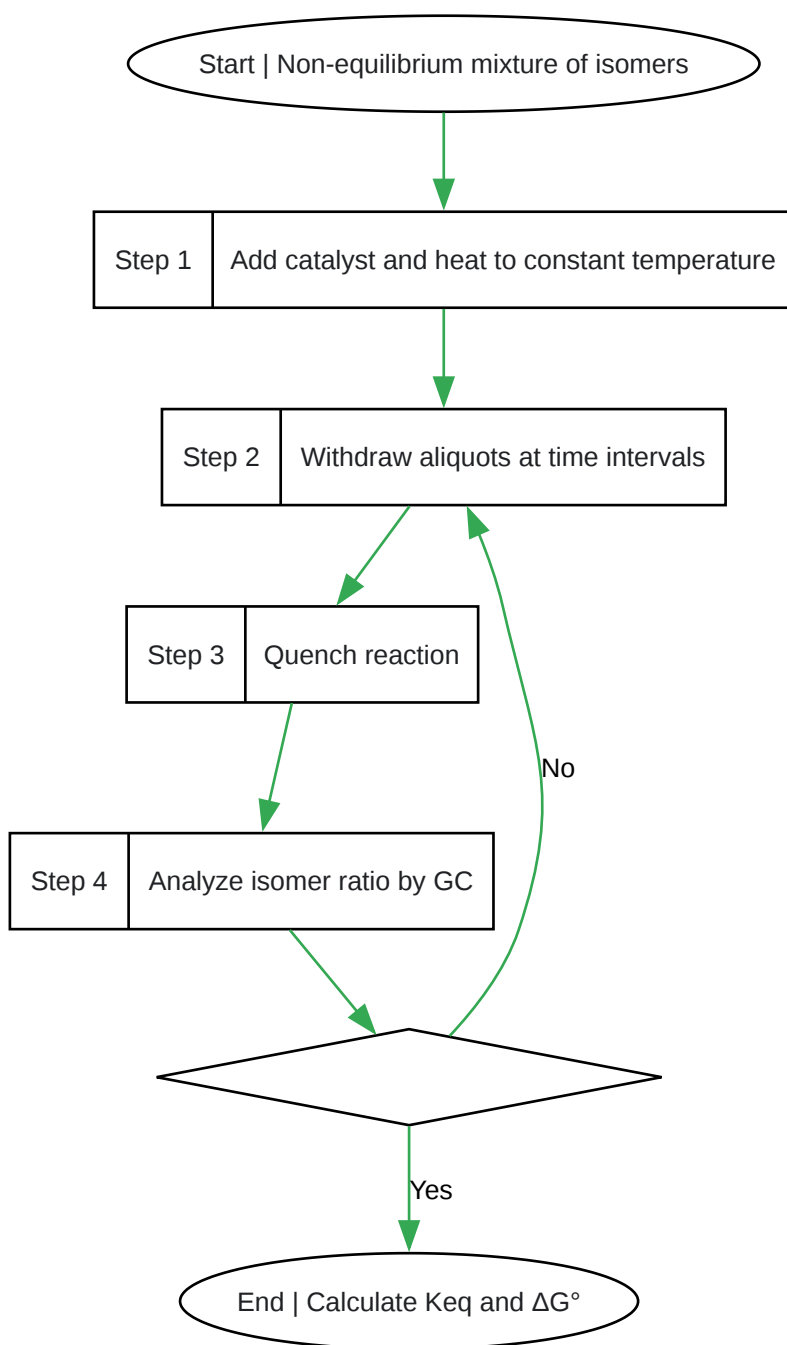 Start | Non-equilibrium mixture of isomers
Step 1
Add catalyst and heat to constant temperature
Step 2
Withdraw aliquots at time intervals
Step 3
Quench reaction
No
Step 4
Analyze isomer ratio by GC
Yes
End | Calculate Keq and ΔG°